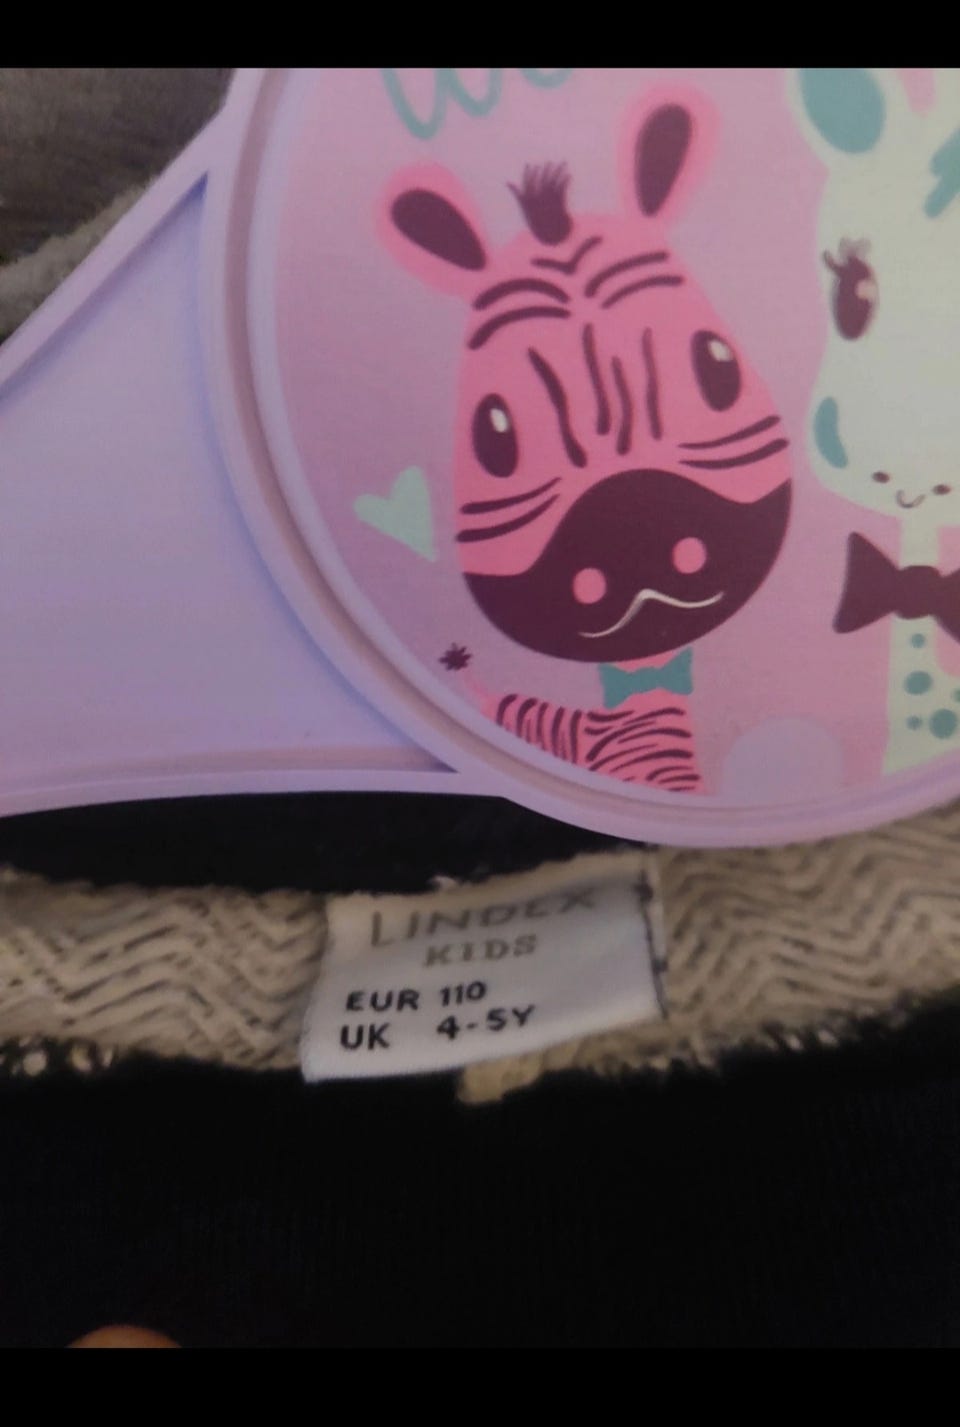 LINDEX
KIDS
EUR 110
UK 4-5Y